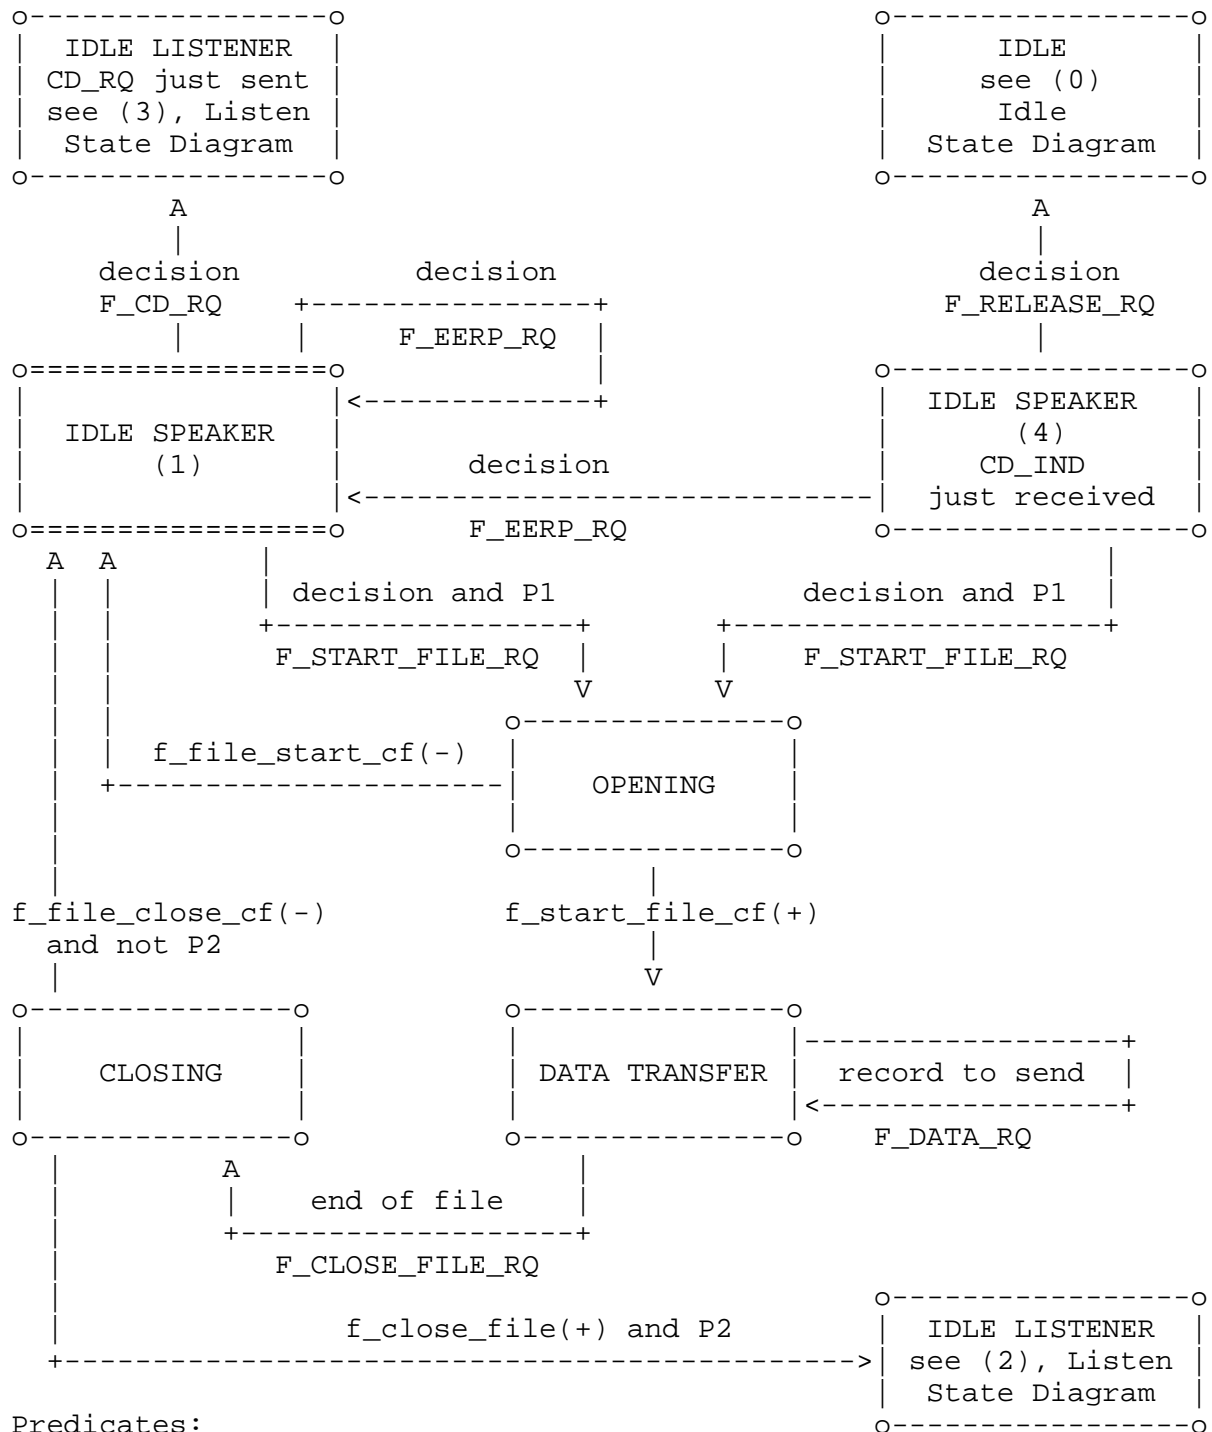 IDLE LISTENER
CD_RQ just sent
see (3), Listen
State Diagram
IDLE
see (0)
Idle
State Diagram
A
A
decision
F_CD_RQ
decision
F_EERP_RQ
decision
F_RELEASE_RQ
IDLE SPEAKER
(1)
IDLE SPEAKER
(4)
CD_IND
just received
decision
F_EERP_RQ
A A
decision and P1
F_START_FILE_RQ
decision and P1
F_START_FILE_RQ
V V
f_file_start_cf(-)
OPENING
f_file_close_cf(-)
and not P2
f_start_file_cf(+)
V
CLOSING
DATA TRANSFER
record to send
F_DATA_RQ
A
end of file
F_CLOSE_FILE_RQ
f_close_file(+) and P2
IDLE LISTENER
see (2), Listen
State Diagram
Predicates: